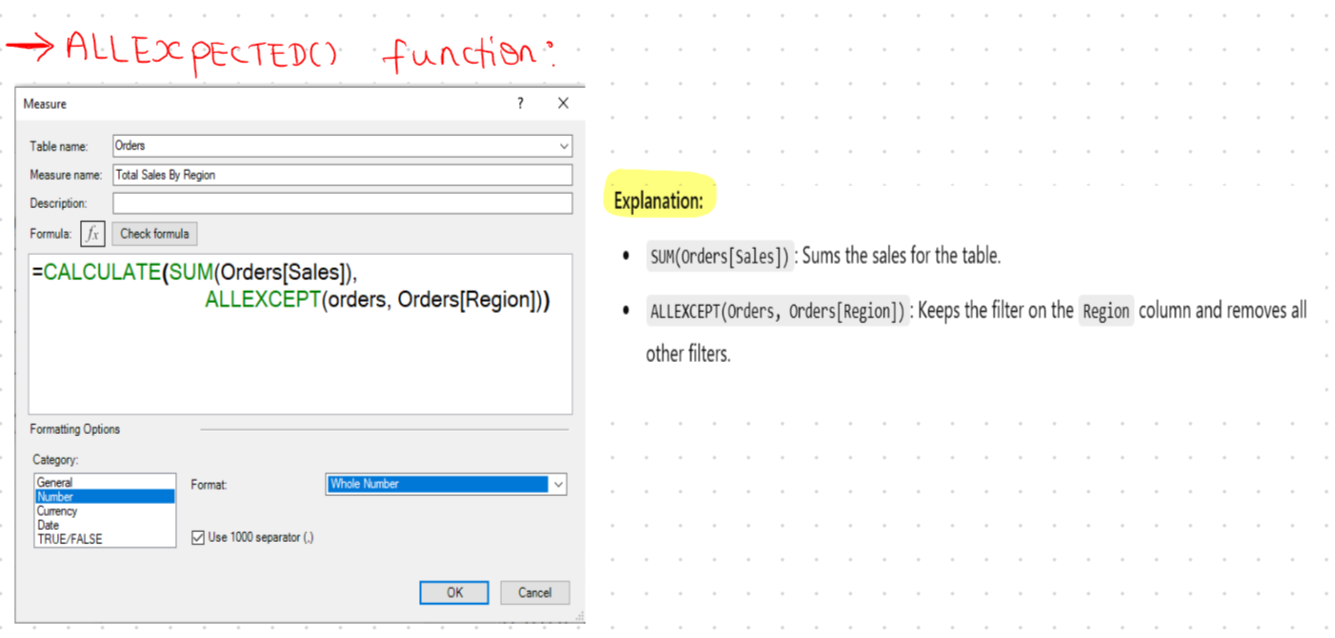 → ALLEXPECTED() function:
Measure ? X
Table name: Orders
Measure name: Total Sales By Region
Description:
Formula: fx Check formula
=CALCULATE(SUM(Orders[Sales]),
ALLEXCEPT(orders, Orders[Region]))
Formatting Options
Category:
General
Number
Currency
Date
TRUE/FALSE
Format: Whole Number
Use 1000 separator (,)
OK Cancel
Explanation:
• SUM(Orders[Sales]) : Sums the sales for the table.
• ALLEXCEPT(Orders, Orders[Region]) : Keeps the filter on the Region column and removes all
other filters.